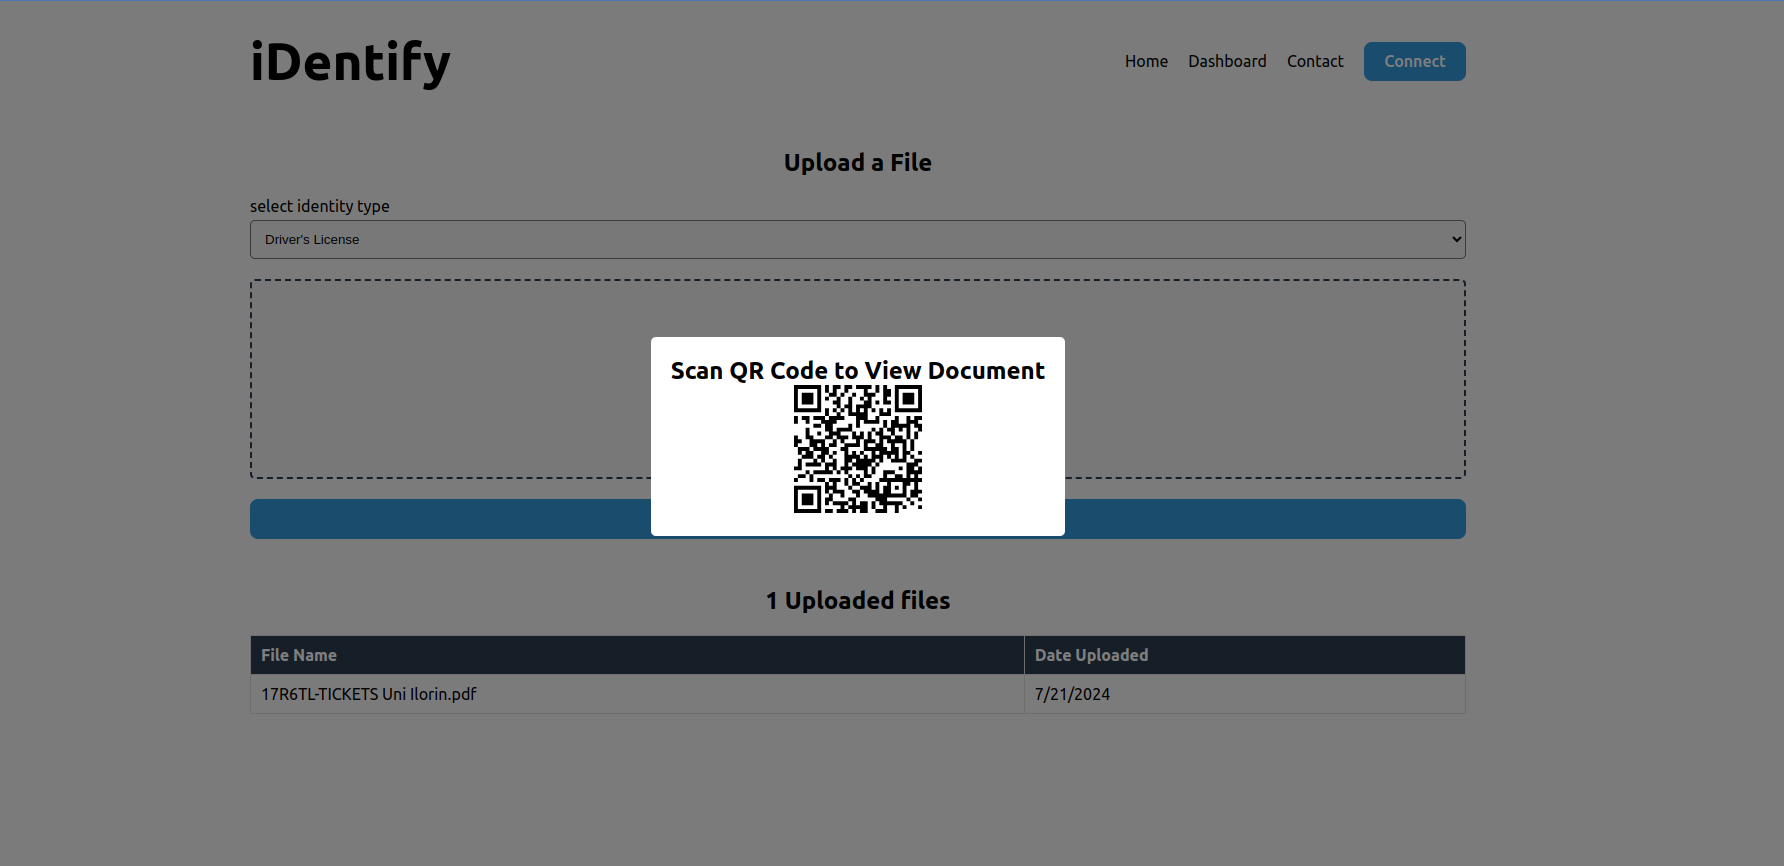 iDentify
Home Dashboard Contact Connect
Upload a File
select identity type
Driver's License
Scan QR Code to View Document
1 Uploaded files
File Name Date Uploaded
17R6TL-TICKETS Uni Ilorin.pdf 7/21/2024